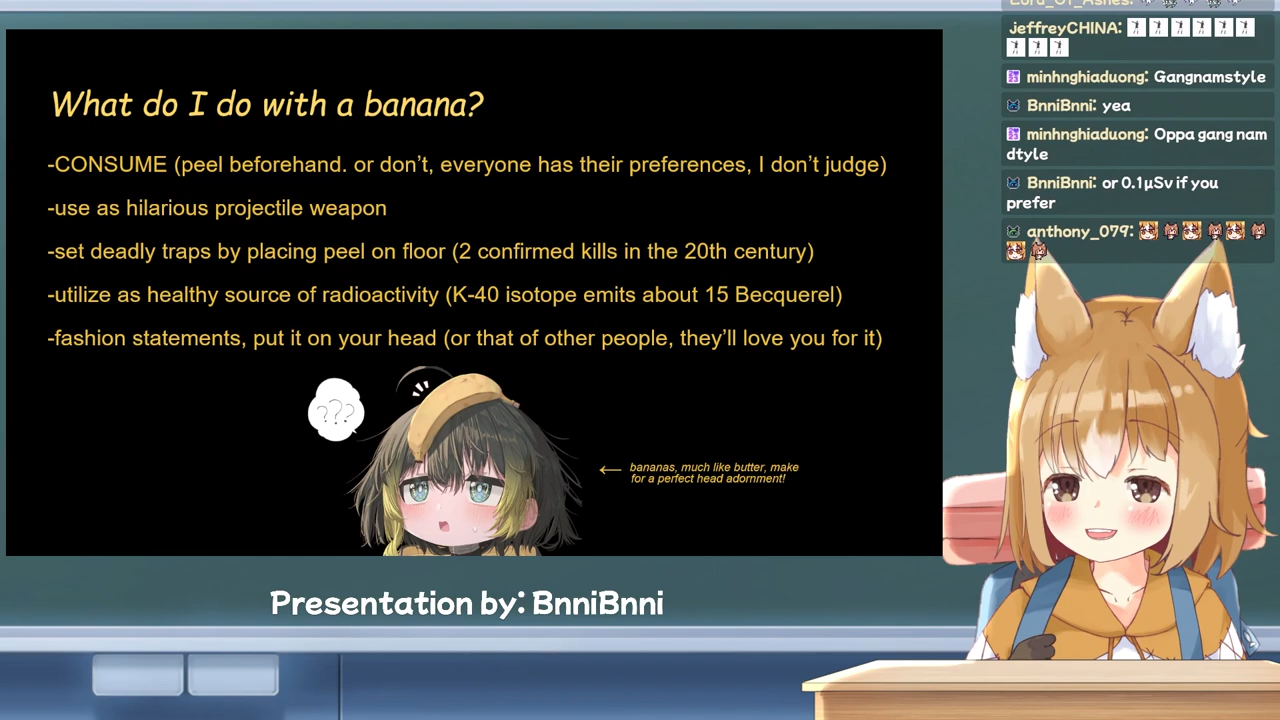 What do I do with a banana?
-CONSUME (peel beforehand. or don't, everyone has their preferences, I don't judge)
-use as hilarious projectile weapon
-set deadly traps by placing peel on floor (2 confirmed kills in the 20th century)
-utilize as healthy source of radioactivity (K-40 isotope emits about 15 Becquerel)
-fashion statements, put it on your head (or that of other people, they'll love you for it)
???
← bananas, much like butter, make
for a perfect head adornment!
Presentation by: BnniBnni
Lord_Of_Ashes:
jeffreyCHINA:
minhnghiaduong: Gangnamstyle
BnniBnni: yea
minhnghiaduong: Oppa gang nam
dtyle
BnniBnni: or 0.1µSv if you
prefer
anthony_079: